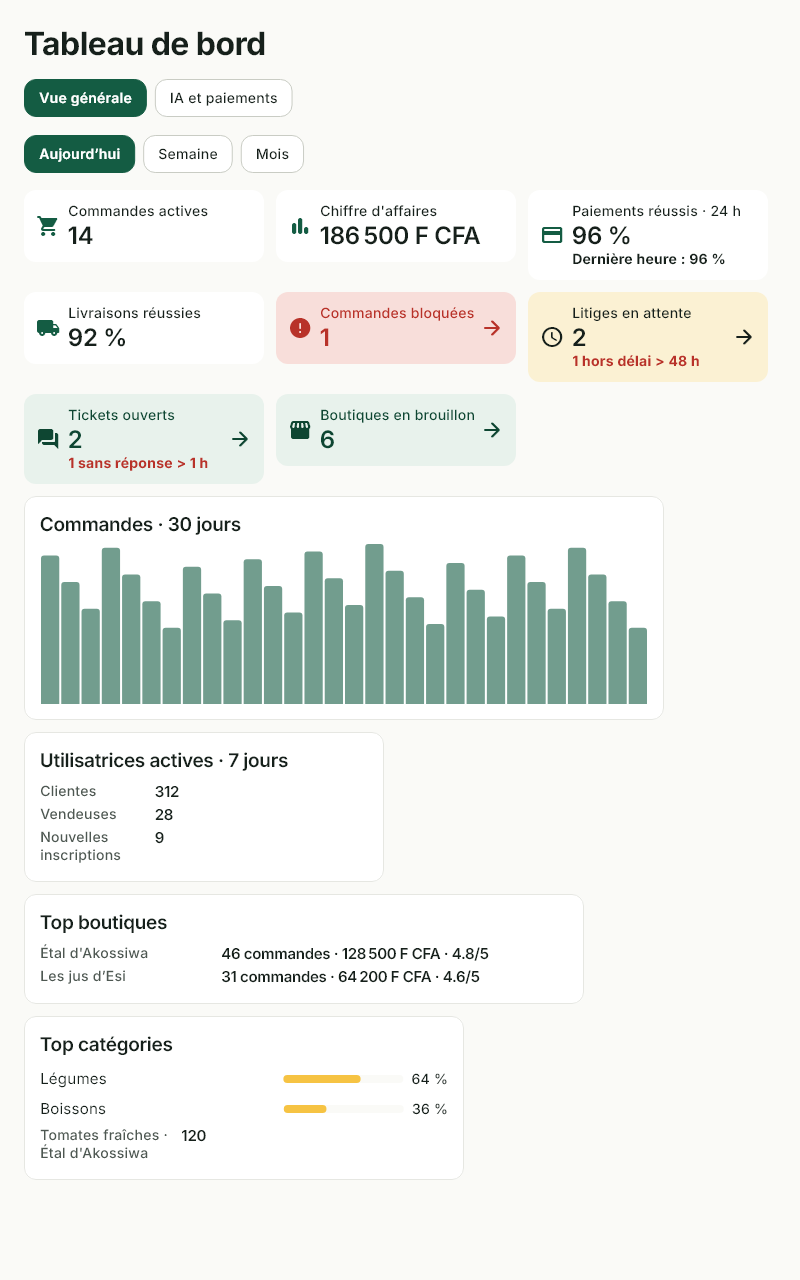 Tableau de bord
Vue générale
IA et paiements
Aujourd’hui
Semaine
Mois
Commandes actives
14
Chiffre d'affaires
186 500 F CFA
Paiements réussis · 24 h
96 %
Dernière heure : 96 %
Livraisons réussies
92 %
Commandes bloquées
1
Litiges en attente
2
1 hors délai > 48 h
Tickets ouverts
2
1 sans réponse > 1 h
Boutiques en brouillon
6
Commandes · 30 jours
Utilisatrices actives · 7 jours
Clientes 312
Vendeuses 28
Nouvelles inscriptions 9
Top boutiques
Étal d’Akossiwa 46 commandes · 128 500 F CFA · 4.8/5
Les jus d’Esi 31 commandes · 64 200 F CFA · 4.6/5
Top catégories
Légumes 64 %
Boissons 36 %
Tomates fraîches · 120
Étal d’Akossiwa